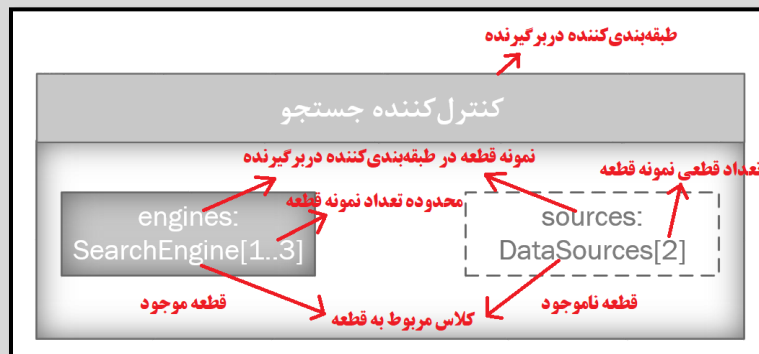 طبقه‌بندی‌کننده دربرگیرنده
کنترل‌کننده جستجو
نمونه قطعه در طبقه‌بندی‌کننده دربرگیرنده
تعداد قطعی نمونه قطعه
engines:
SearchEngine[1..3]
محدوده تعداد نمونه قطعه
sources:
DataSources[2]
قطعه موجود
قطعه ناموجود
کلاس مربوط به قطعه